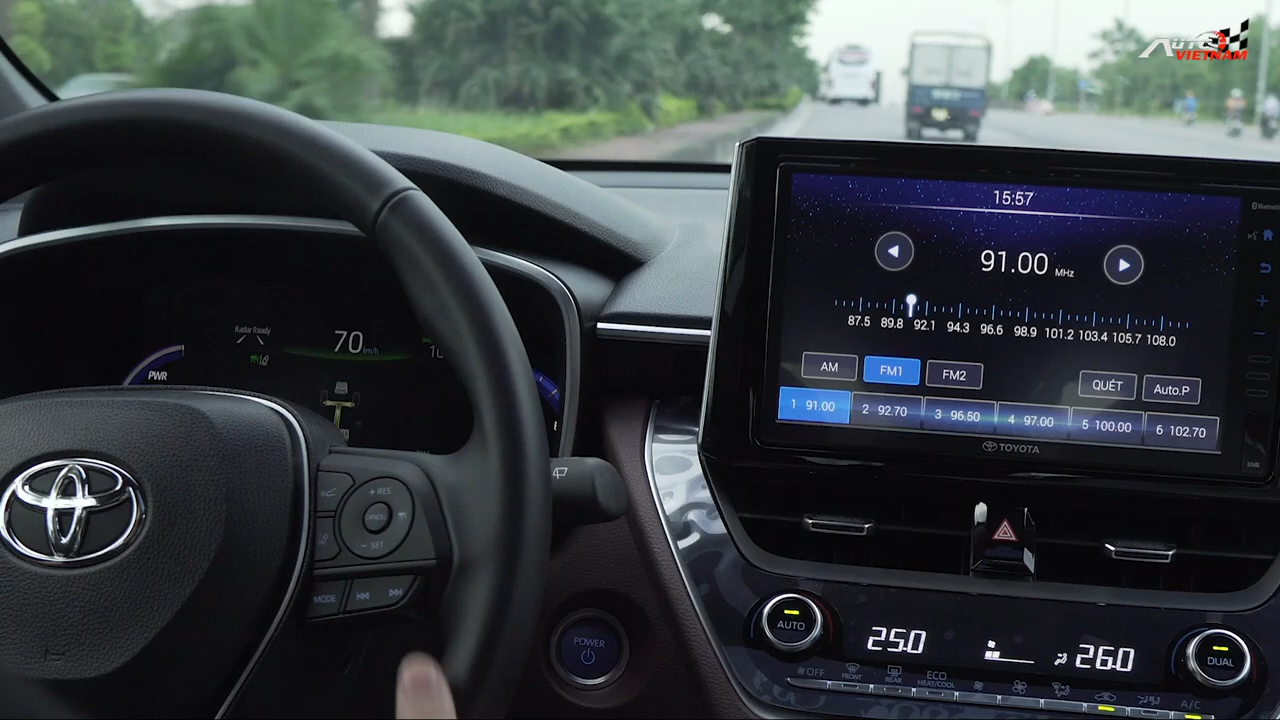 AUTO
VIETNAM
15:57
Bluetooth
91.00 MHz
87.5 89.8 92.1 94.3 96.6 98.9 101.2 103.4 105.7 108.0
AM FM1 FM2 QUÉT Auto.P
1 91.00 2 92.70 3 96.50 4 97.00 5 100.00 6 102.70
TOYOTA
Radar Ready
70 km/h
PWR
+ RES
CANCEL
- SET
MODE
POWER
AUTO
25.0
26.0
DUAL
OFF FRONT REAR ECO HEAT/COOL A/C